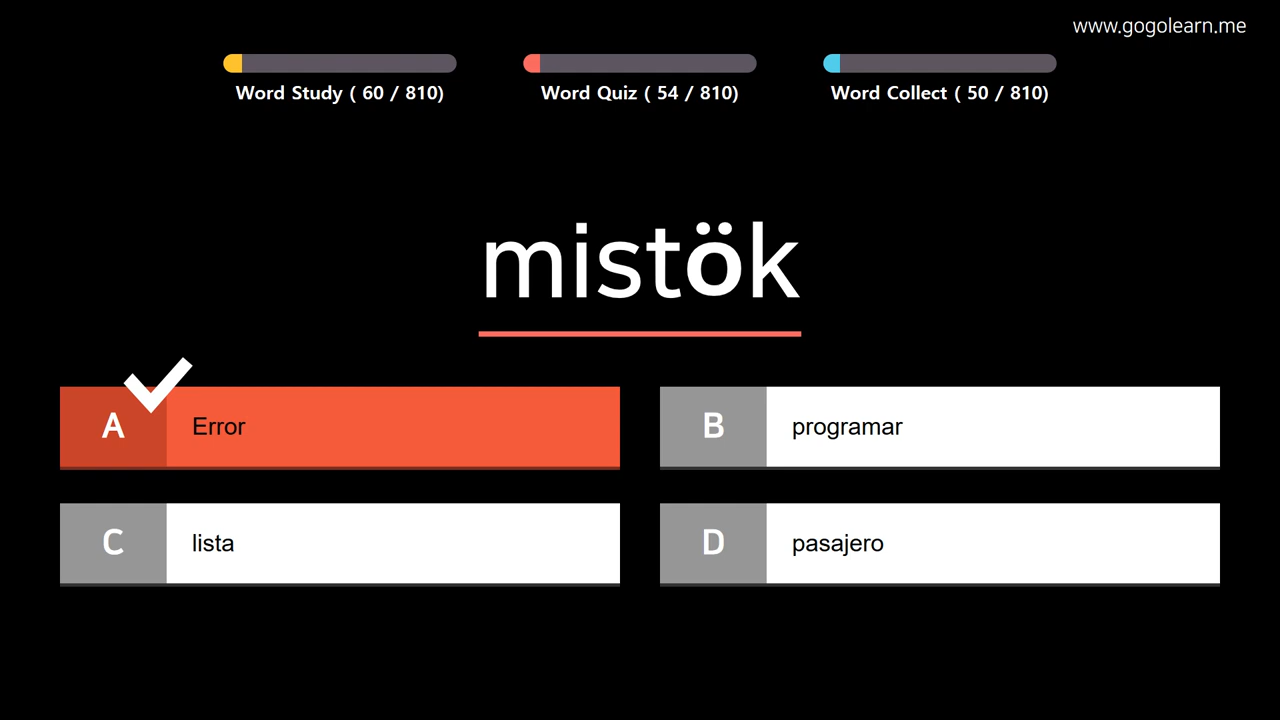 www.gogolearn.me
Word Study ( 60 / 810)
Word Quiz ( 54 / 810)
Word Collect ( 50 / 810)
mistök
A Error
B programar
C lista
D pasajero